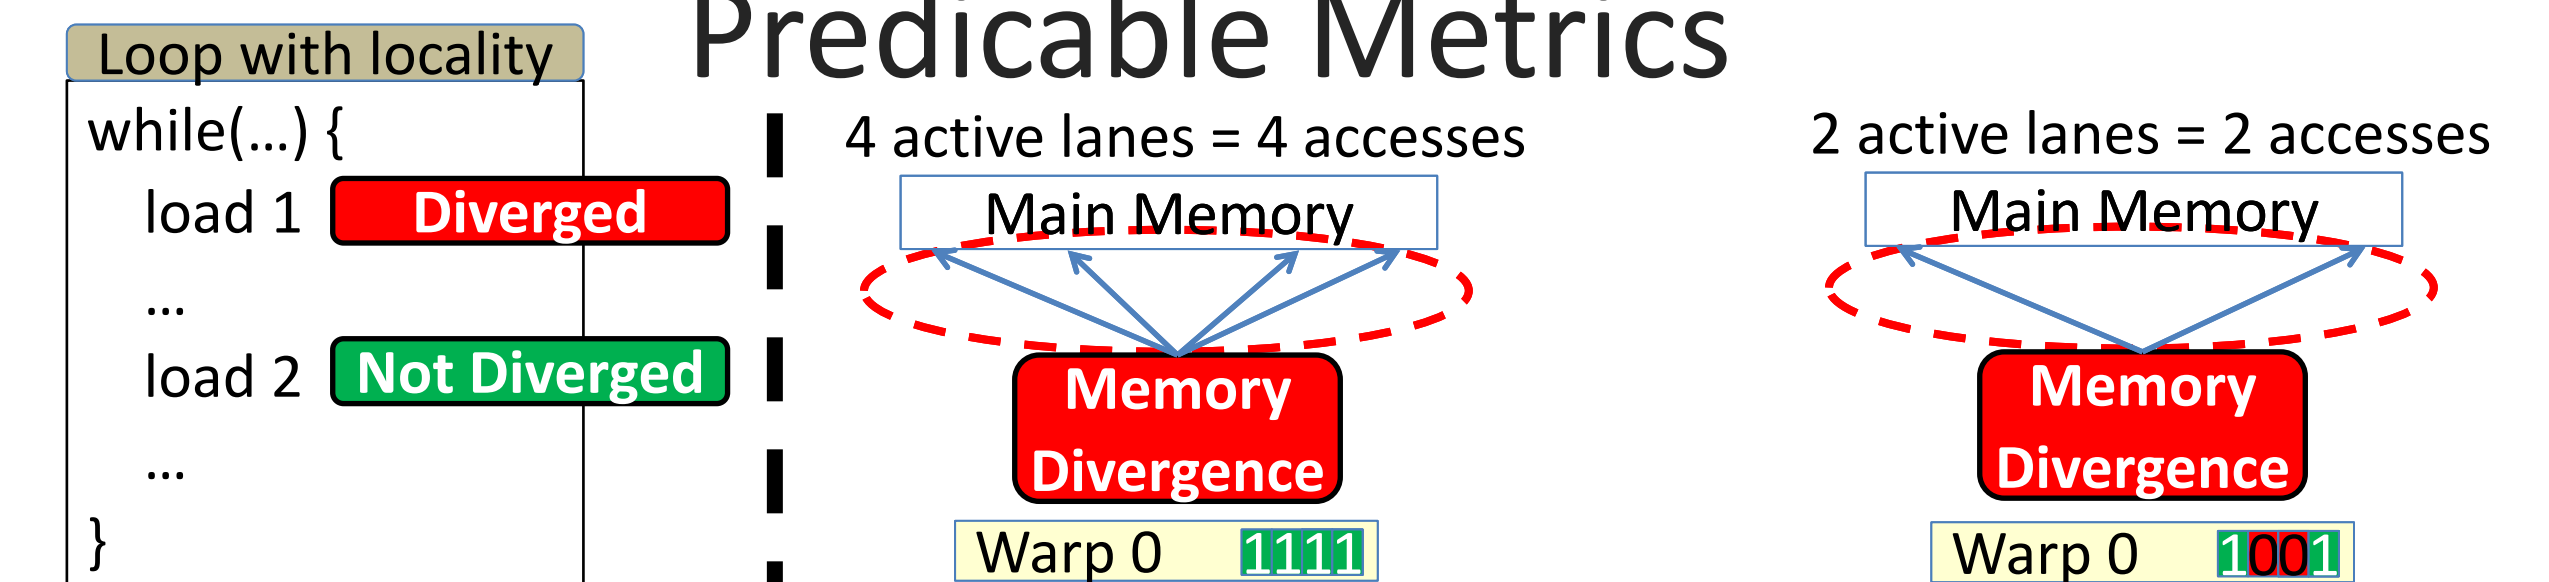 Predicable Metrics
Loop with locality
while(…) {
load 1 Diverged
…
load 2 Not Diverged
…
}
4 active lanes = 4 accesses
Main Memory
Memory
Divergence
Warp 0 1111
2 active lanes = 2 accesses
Main Memory
Memory
Divergence
Warp 0 1001